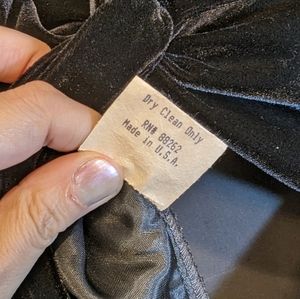 Dry Clean Only
RN# 88262
Made in U.S.A.